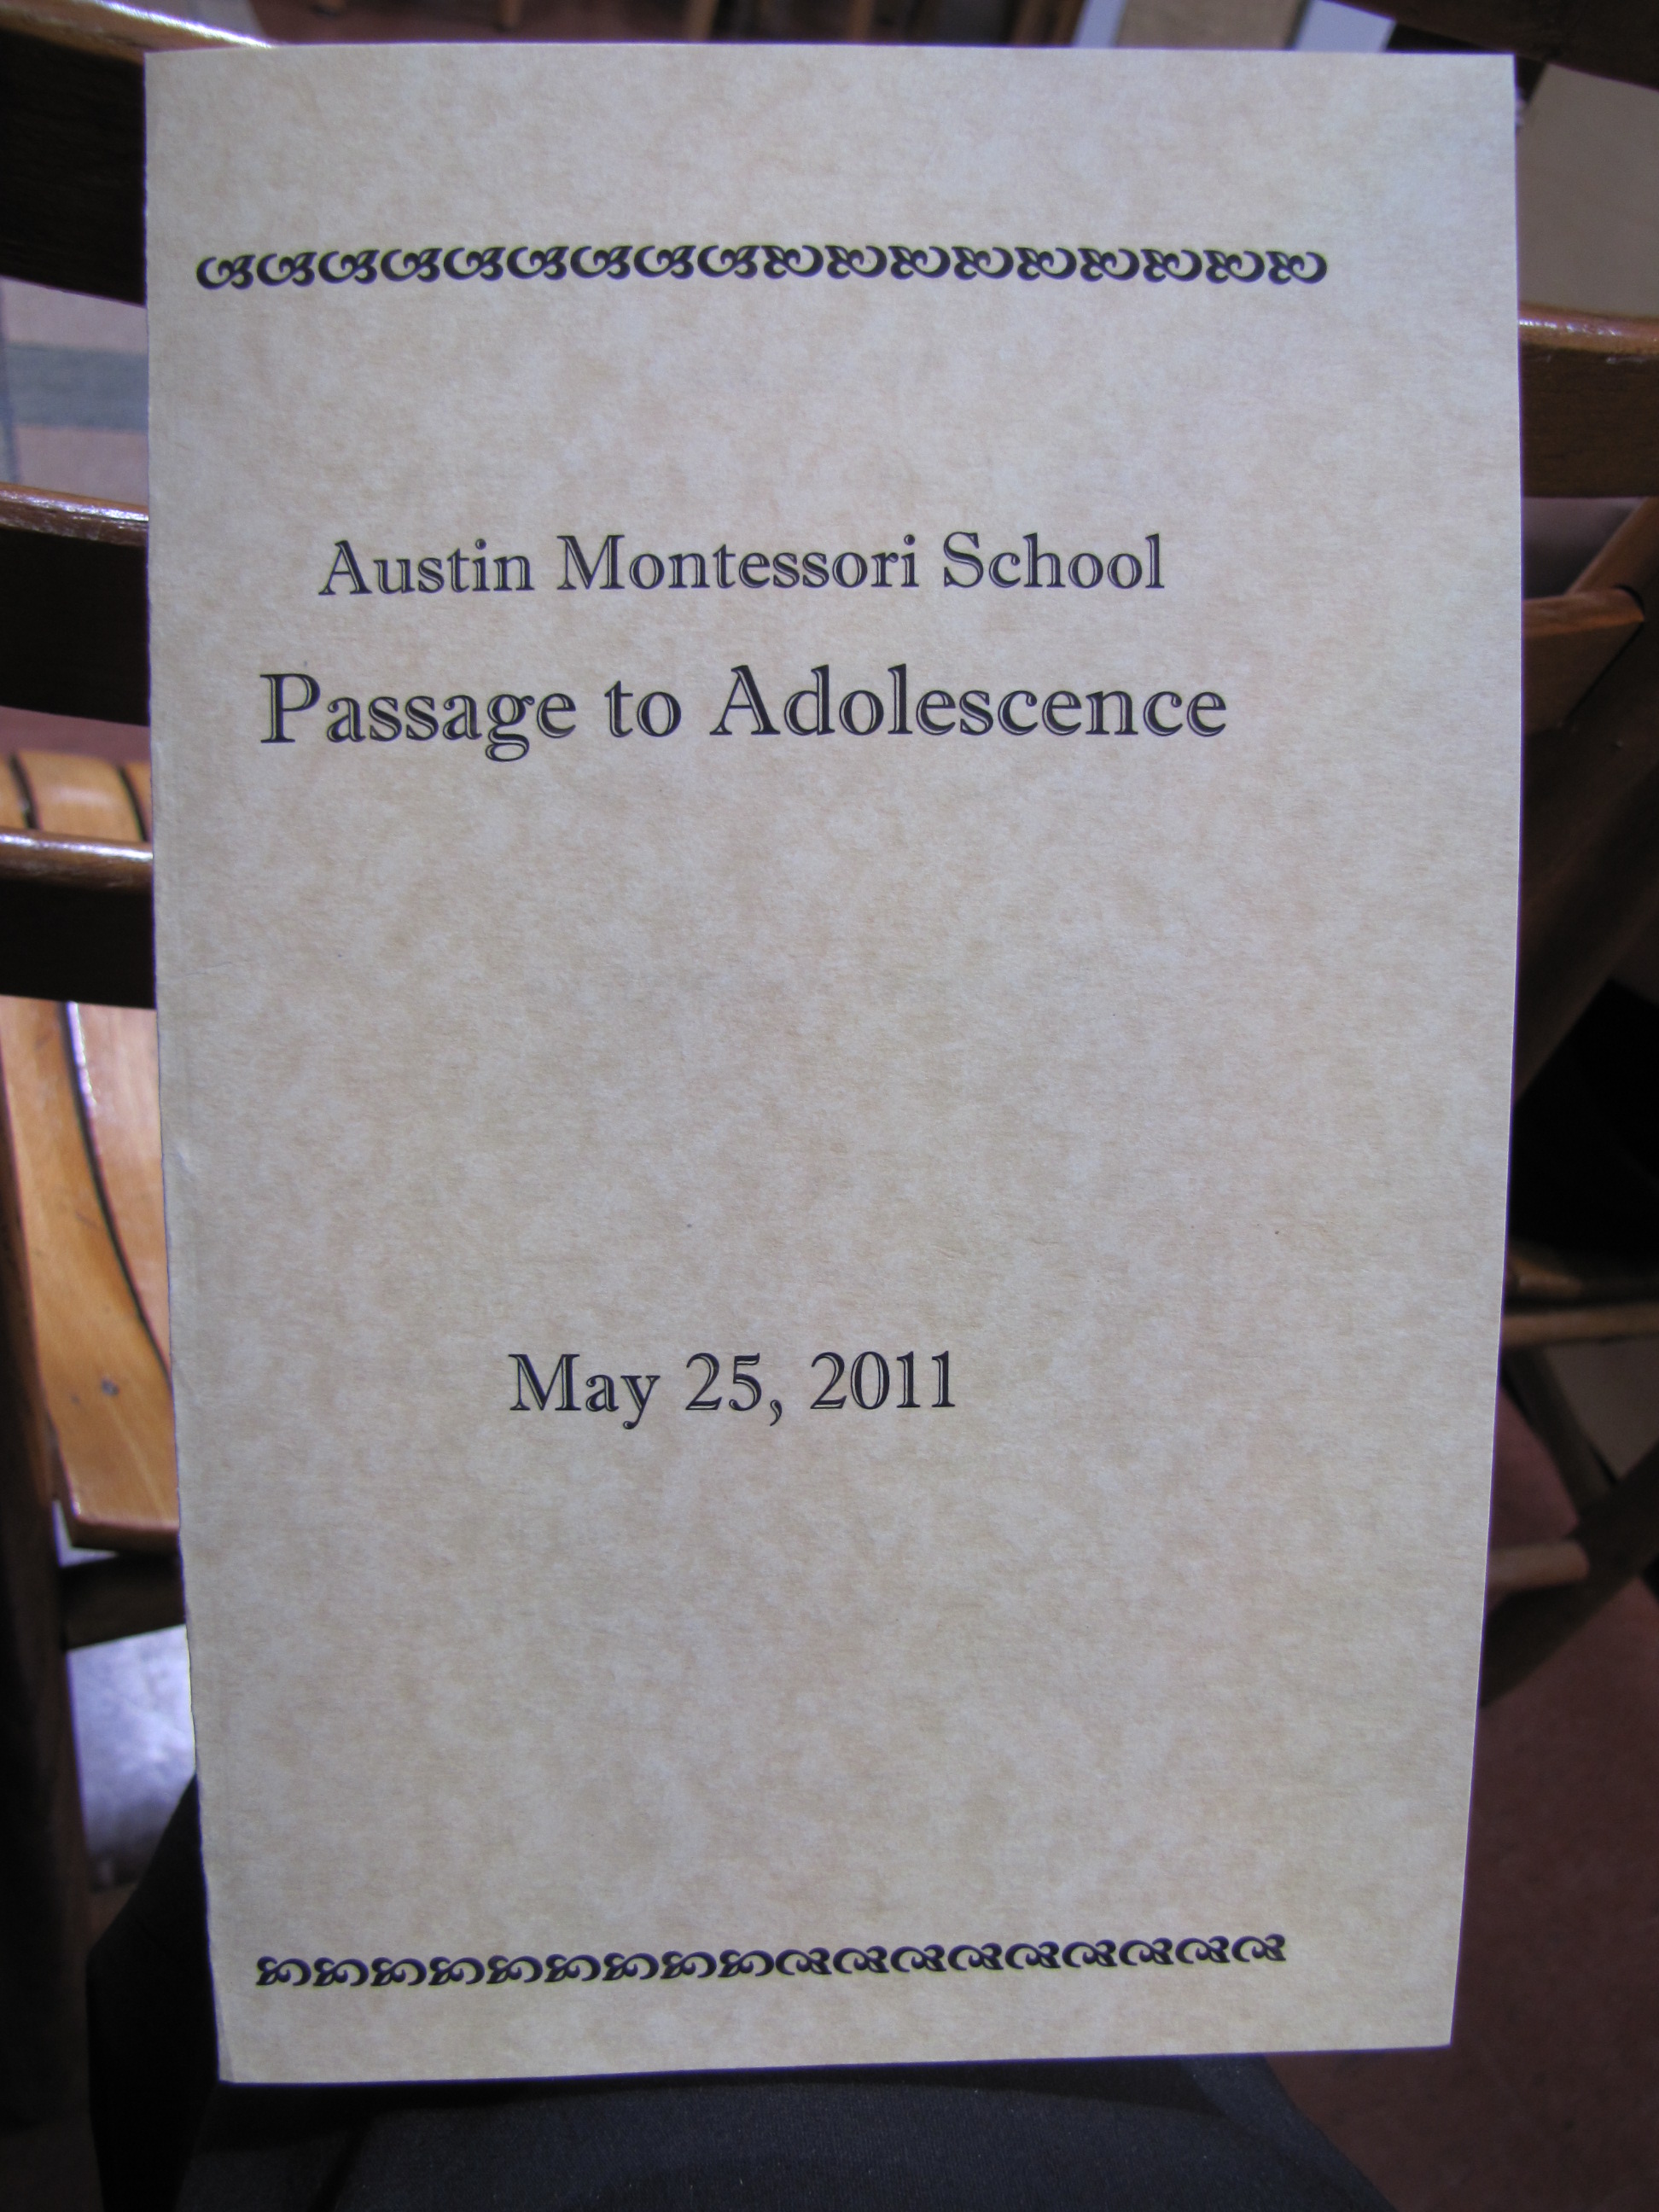 Austin Montessori School
Passage to Adolescence
May 25, 2011